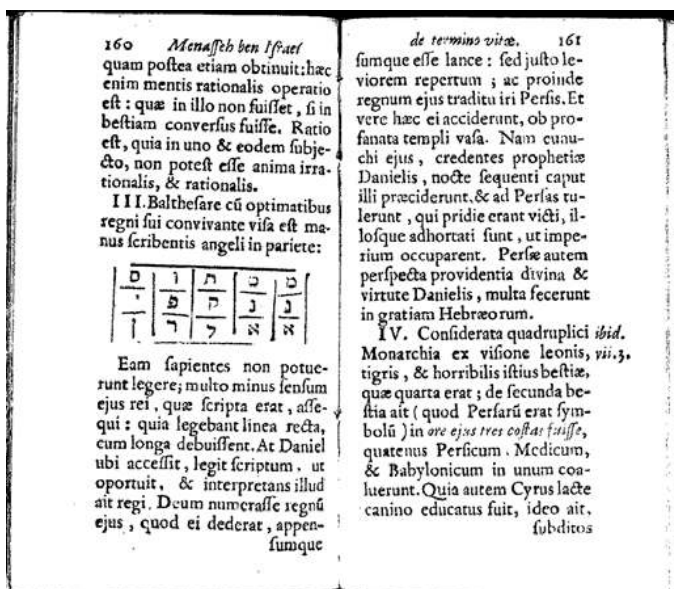 160 Menaſſeh ben Iſrael
quam poſtea etiam obtinuit: hæc
enim mentis rationalis operatio
eſt : quæ in illo non fuiſſet , ſi in
beſtiam converſus fuiſſe. Ratio
eſt , quia in uno & eodem ſubje-
cto, non poteſt eſſe anima irra-
tionalis, & rationalis.
III. Baltheſare cū optimatibus
regni ſui convivante viſa eſt ma-
nus ſcribentis angeli in pariete:
מ מ ת ו ס
נ נ ק פ י
א א ל ר ן
Eam ſapientes non potue-
runt legere; multo minus ſenſum
ejus rei , quæ ſcripta erat , aſſe-
qui : quia legebant linea recta,
cum longa debuiſſent. At Daniel
ubi acceſſit , legit ſcriptum . ut
oportuit , & interpretans illud
ait regi. Deum numeraſſe regnū
ejus , quod ei dederat , appen-
ſumque
de termino vitæ. 161
ſumque eſſe lance : ſed juſto le-
viorem repertum ; ac proinde
regnum ejus traditu iri Perſis. Et
vere hæc ei acciderunt , ob pro-
fanata templi vaſa. Nam eunu-
chi ejus , credentes prophetiæ
Danielis , nocte ſequenti caput
illi præciderunt, & ad Perſas tu-
lerunt , qui pridie erant victi, il-
loſque adhortati ſunt , ut impe-
rium occuparent. Perſæ autem
perſpecta providentia divina &
virtute Danielis , multa fecerunt
in gratiam Hebræorum.
IV. Conſiderata quadruplici ibid.
Monarchia ex viſione leonis, vii. 3.
tigris , & horribilis iſtius beſtiæ,
quæ quarta erat ; de ſecunda be-
ſtia ait ( quod Perſarū erat ſym-
bolū ) in ore ejus tres coſtas fuiſſe,
quatenus Perſicum , Medicum,
& Babylonicum in unum coa-
luerunt. Quia autem Cyrus lacte
canino educatus fuit, ideo ait,
ſubditos